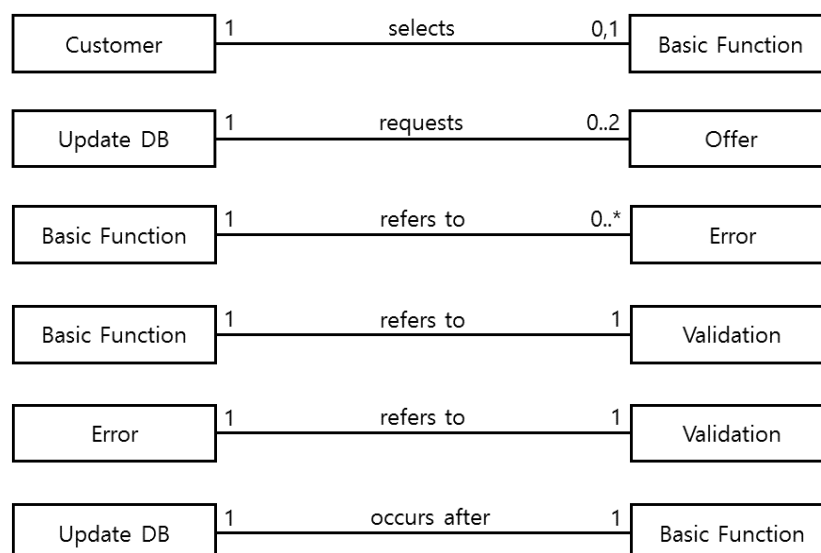 Customer 1 selects 0,1 Basic Function
Update DB 1 requests 0..2 Offer
Basic Function 1 refers to 0..* Error
Basic Function 1 refers to 1 Validation
Error 1 refers to 1 Validation
Update DB 1 occurs after 1 Basic Function